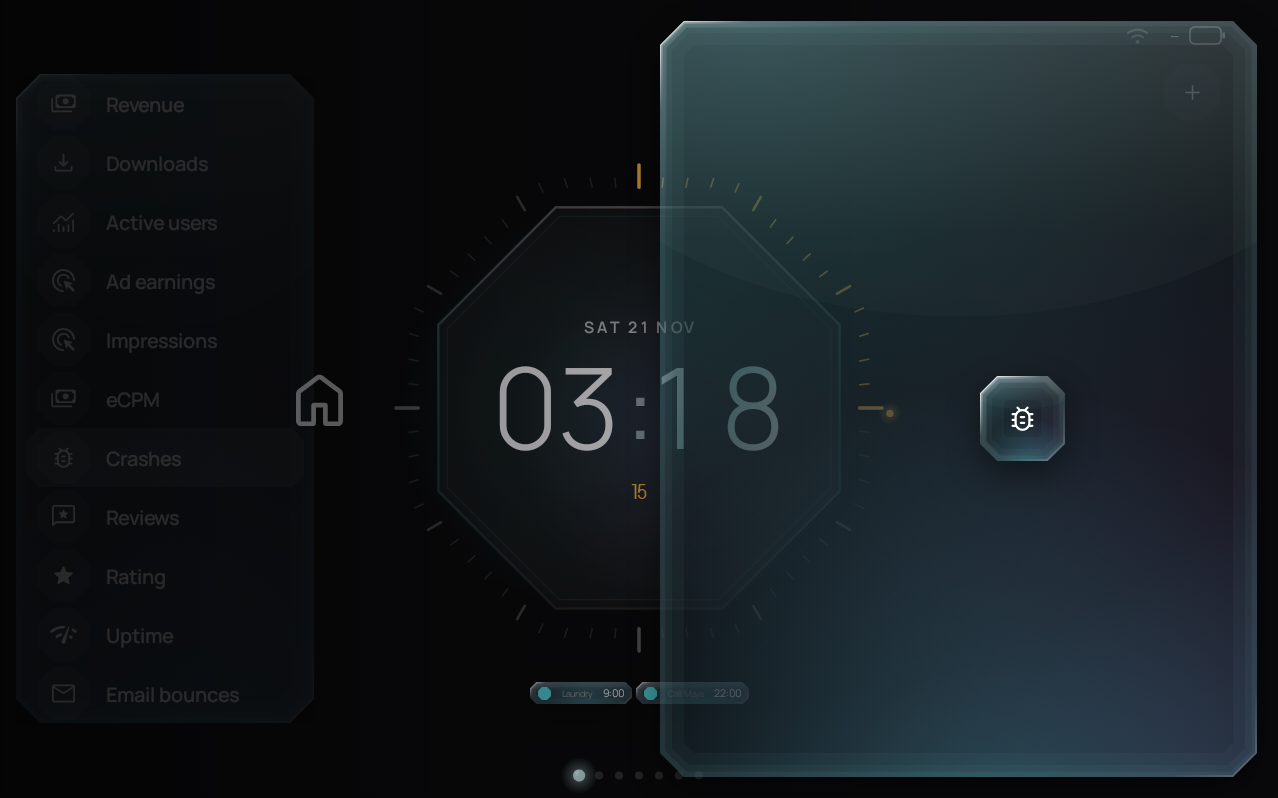 Revenue
Downloads
Active users
Ad earnings
Impressions
eCPM
Crashes
Reviews
Rating
Uptime
Email bounces
SAT 21 NOV
03:18
15
Laundry 9:00
22:00